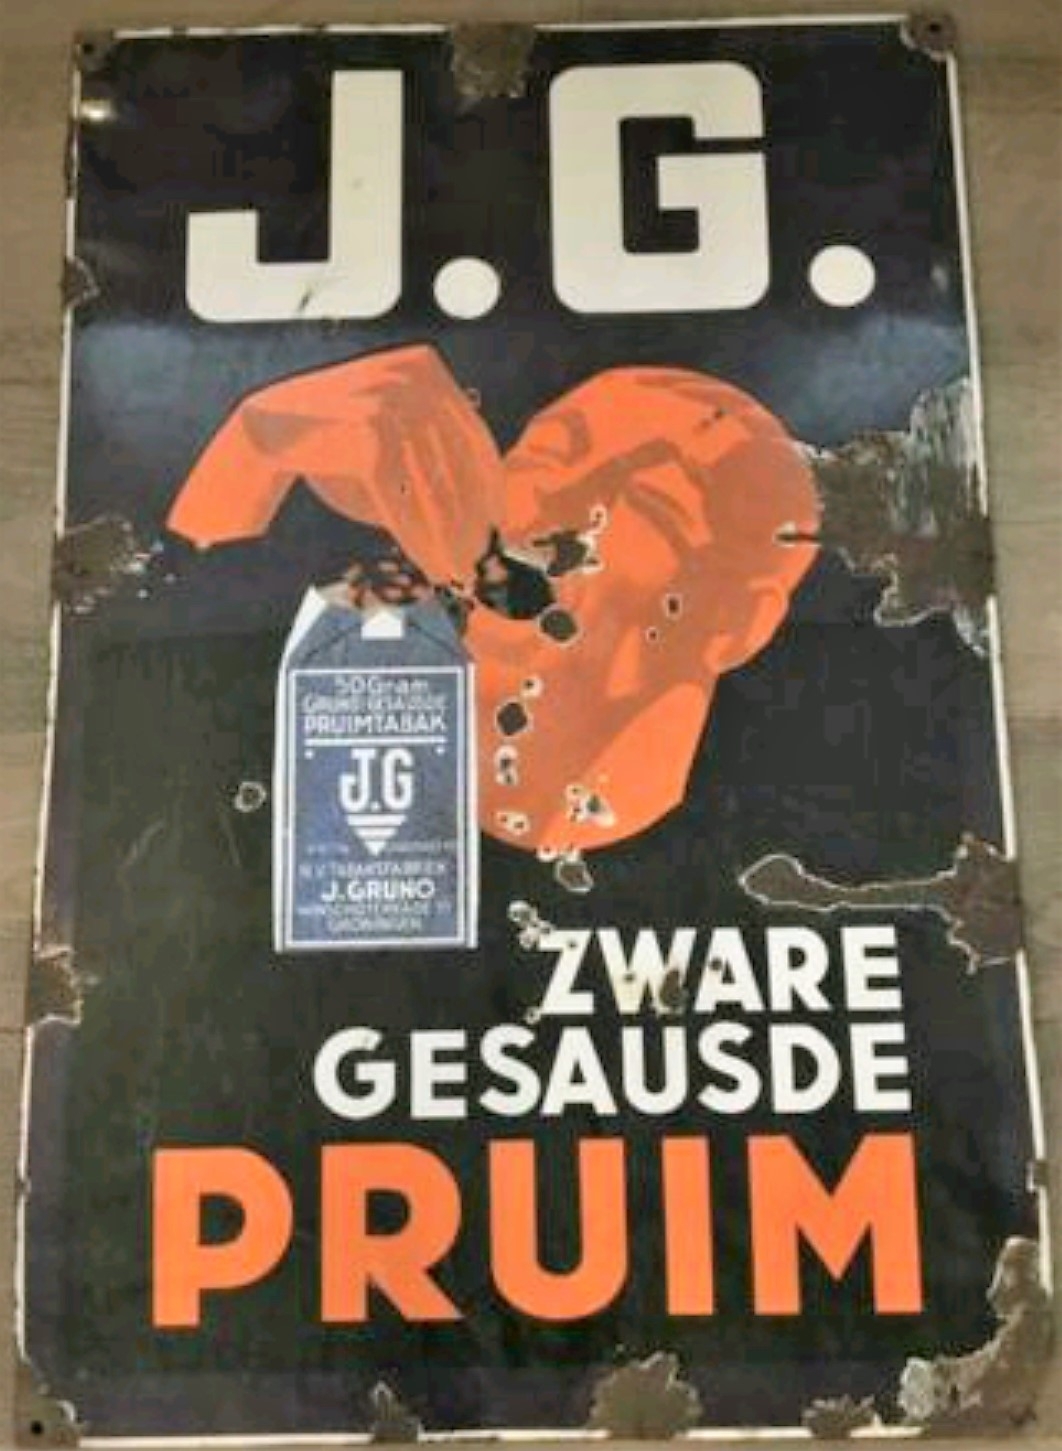 J.G.
50 Gram
GRUNO GESAUSDE
PRUIMTABAK
J.G
N.V. TABAKSFABRIEK
J. GRUNO
GRONINGEN
ZWARE
GESAUSDE
PRUIM